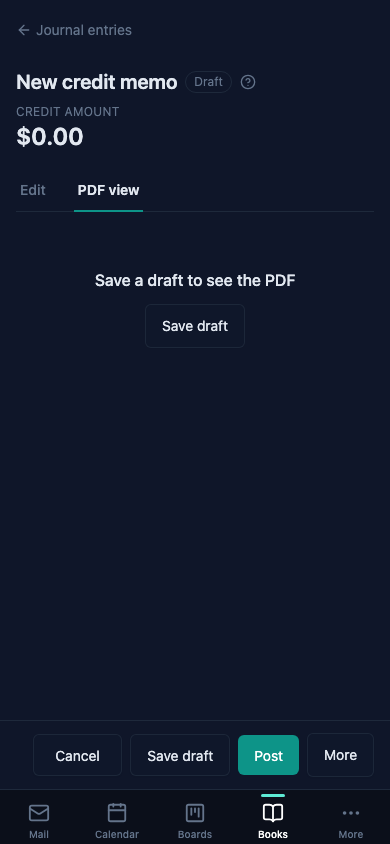 Journal entries
New credit memo Draft
CREDIT AMOUNT
$0.00
Edit PDF view
Save a draft to see the PDF
Save draft
Cancel Save draft Post More
Mail Calendar Boards Books More